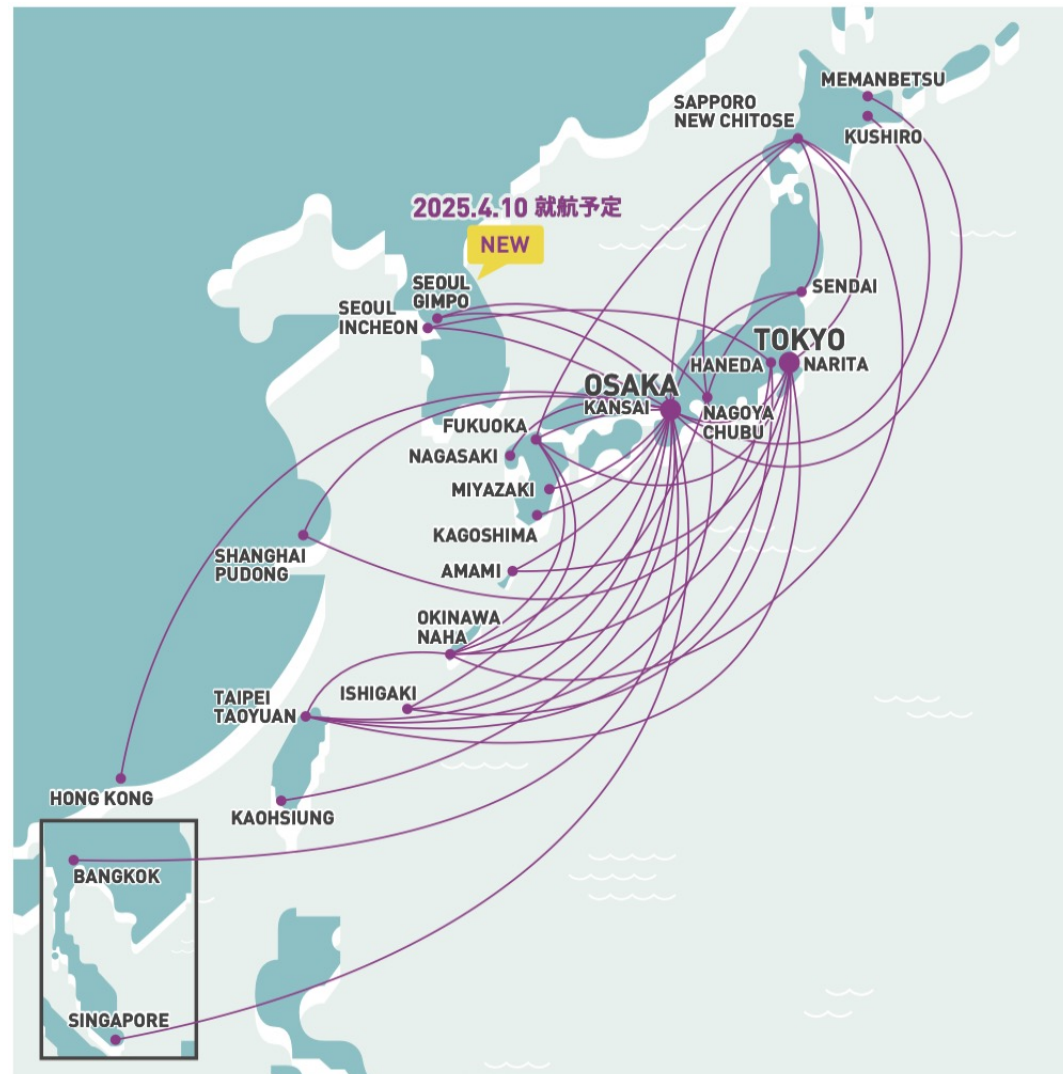 MEMANBETSU
SAPPORO
NEW CHITOSE
KUSHIRO
2025.4.10 就航予定
NEW
SEOUL
GIMPO
SEOUL
INCHEON
SENDAI
TOKYO
HANEDA
NARITA
OSAKA
KANSAI
NAGOYA
CHUBU
FUKUOKA
NAGASAKI
MIYAZAKI
KAGOSHIMA
SHANGHAI
PUDONG
AMAMI
OKINAWA
NAHA
TAIPEI
TAOYUAN
ISHIGAKI
HONG KONG
KAOHSIUNG
BANGKOK
SINGAPORE